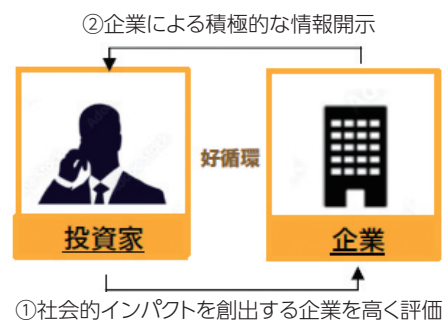 ②企業による積極的な情報開示
好循環
投資家
企業
①社会的インパクトを創出する企業を高く評価